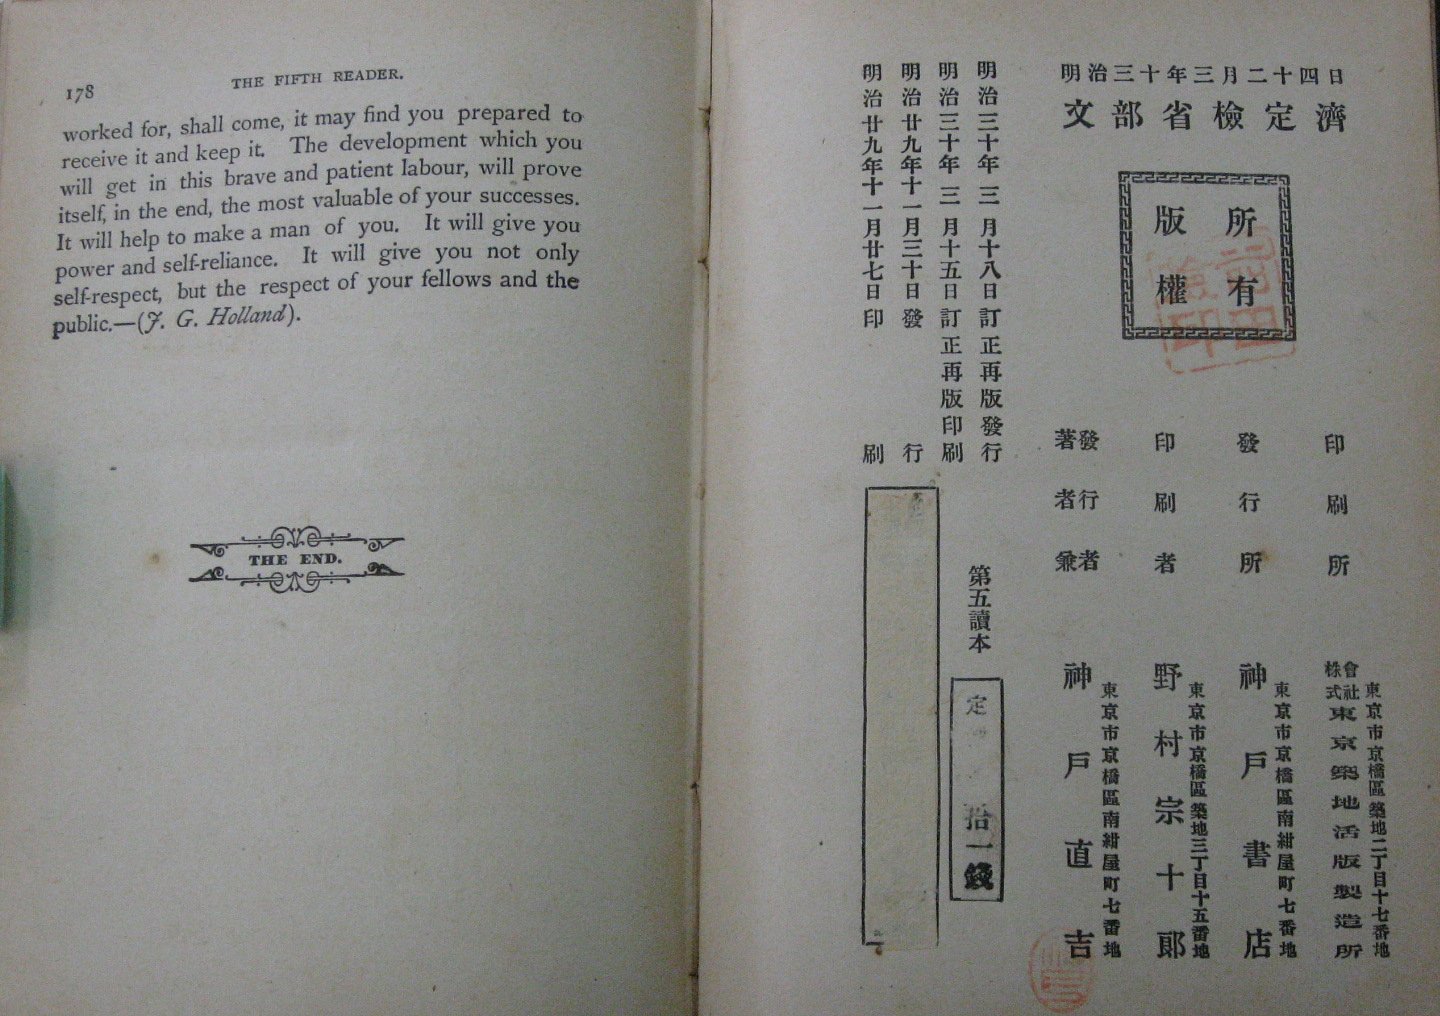 178
THE FIFTH READER.
worked for, shall come, it may find you prepared to
receive it and keep it. The development which you
will get in this brave and patient labour, will prove
itself, in the end, the most valuable of your successes.
It will help to make a man of you. It will give you
power and self-reliance. It will give you not only
self-respect, but the respect of your fellows and the
public.—(J. G. Holland).
THE END.
明治三十年三月二十四日
文部省檢定濟
所有
版權
明治廿九年十一月廿七日印刷
明治廿九年十一月三十日發行
明治三十年三月十五日訂正再版印刷
明治三十年三月十八日訂正再版發行
第五讀本
定 拾一錢
著者兼
發行者
神戸直吉
東京市京橋區南紺屋町七番地
印刷者
野村宗十郎
東京市京橋區築地三丁目十五番地
發行所
神戸書店
東京市京橋區南紺屋町七番地
印刷所
株式會社東京築地活版製造所
東京市京橋區築地二丁目十七番地